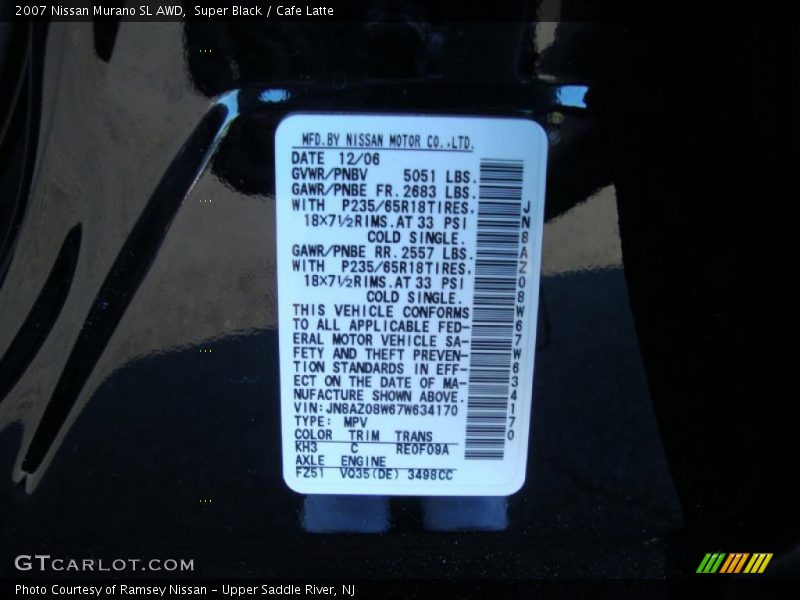 2007 Nissan Murano SL AWD,  Super Black / Cafe Latte
MFD.BY NISSAN MOTOR CO.,LTD.
DATE 12/06
GVWR/PNBV 5051 LBS.
GAWR/PNBE FR. 2683 LBS.
WITH P235/65R18TIRES.
18X7½RIMS.AT 33 PSI
COLD SINGLE.
GAWR/PNBE RR. 2557 LBS.
WITH P235/65R18TIRES.
18X7½RIMS.AT 33 PSI
COLD SINGLE.
THIS VEHICLE CONFORMS
TO ALL APPLICABLE FED-
ERAL MOTOR VEHICLE SA-
FETY AND THEFT PREVEN-
TION STANDARDS IN EFF-
ECT ON THE DATE OF MA-
NUFACTURE SHOWN ABOVE.
VIN:JN8AZ08W67W634170
TYPE: MPV
COLOR TRIM TRANS
KH3 C RE0F09A
AXLE ENGINE
FZ51 VQ35(DE) 3498CC
JN8AZ08W67W634170
GTCARLOT.COM
Photo Courtesy of Ramsey Nissan - Upper Saddle River, NJ